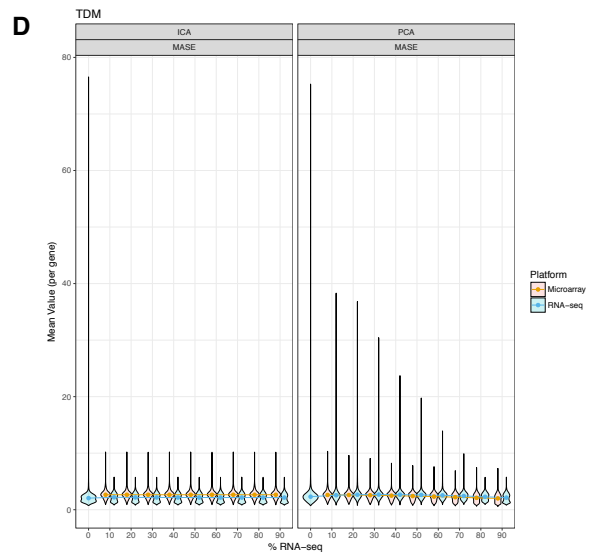 D
TDM
ICA
PCA
MASE
MASE
80
60
40
20
0
Mean Value (per gene)
0 10 20 30 40 50 60 70 80 90
0 10 20 30 40 50 60 70 80 90
% RNA-seq
Platform
Microarray
RNA-seq